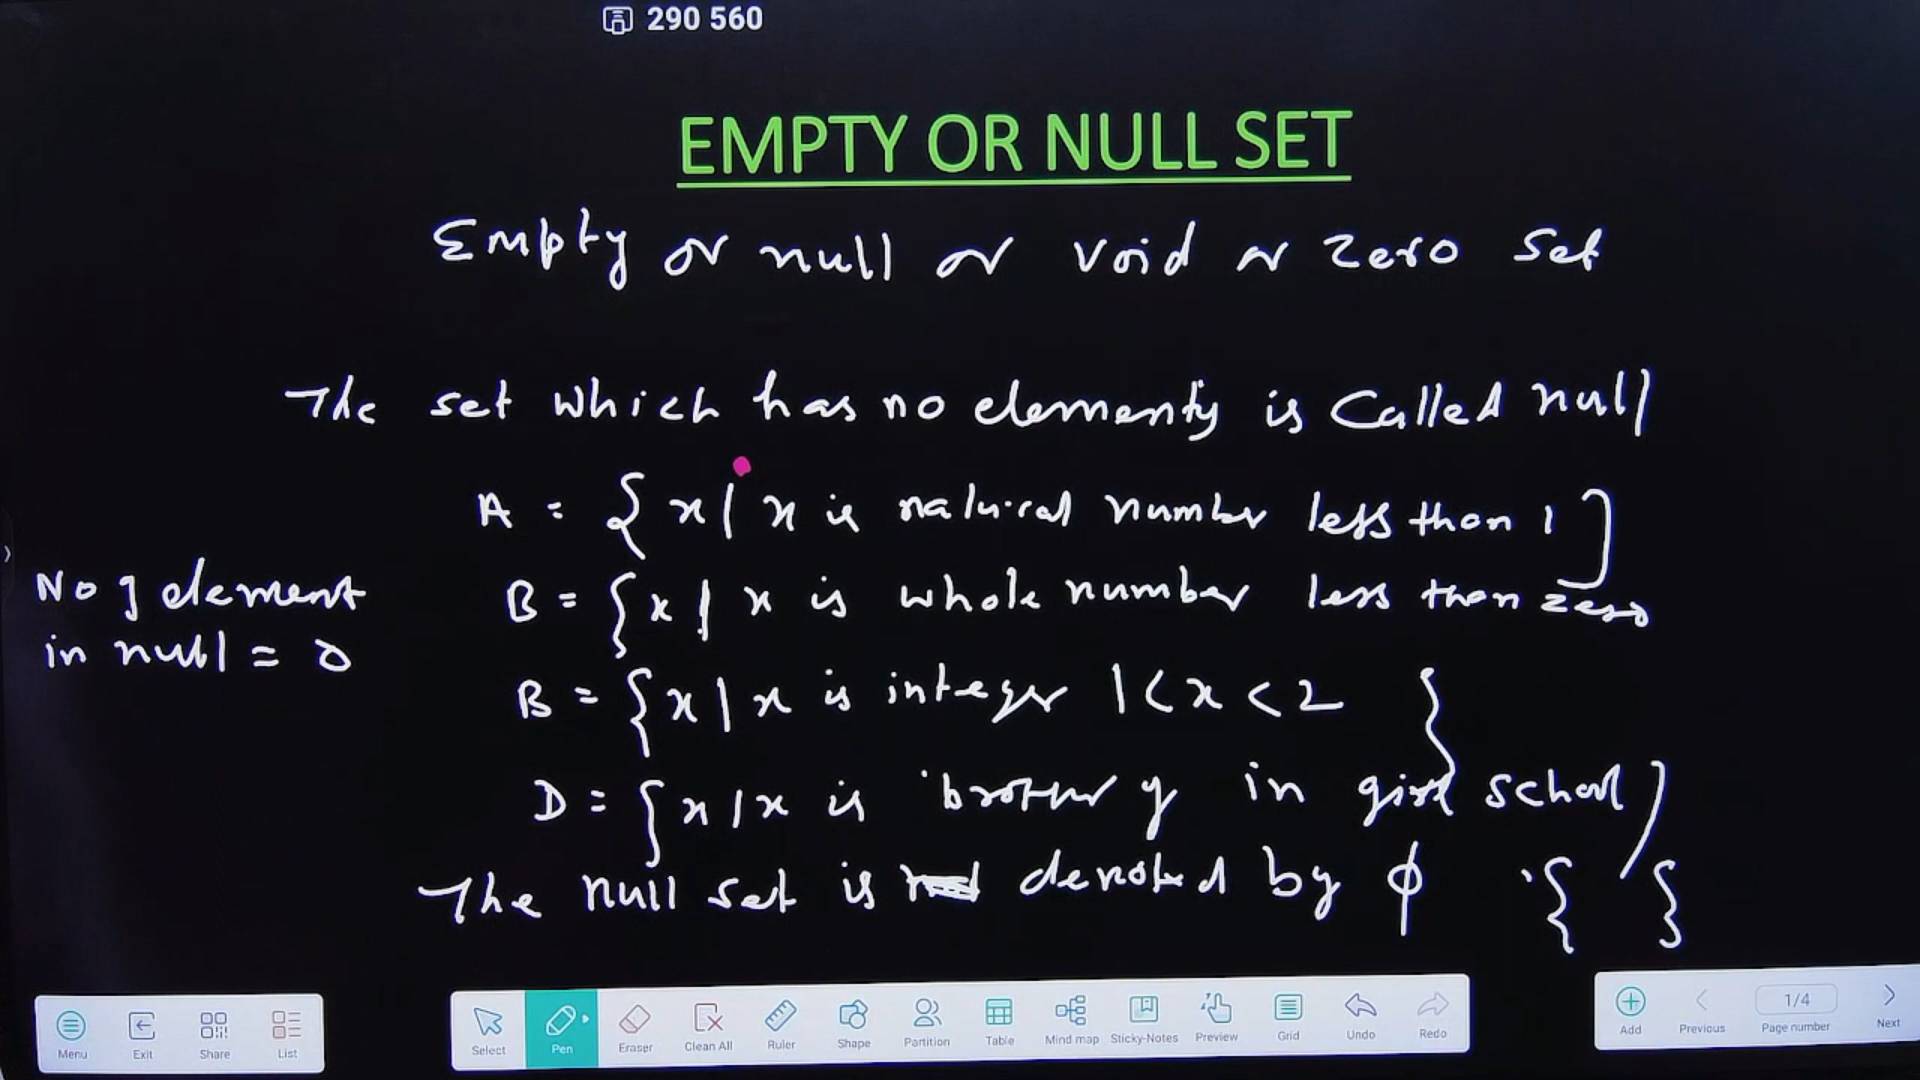 290 560
EMPTY OR NULL SET
Empty or null or void or zero set
The set which has no elements is called null
A = { x | x is natural number less than 1 }
B = { x | x is whole number less than zero
No of element
in null = 0
B = { x | x is integer 1 < x < 2 }
D = { x / x is in girl school }
The null set is denoted by ϕ { }
Menu Exit Share List
Select Pen Eraser Clean All Ruler Shape Partition Table Mind map Sticky-Notes Preview Grid Undo Redo
Add Previous 1/4 Page number Next